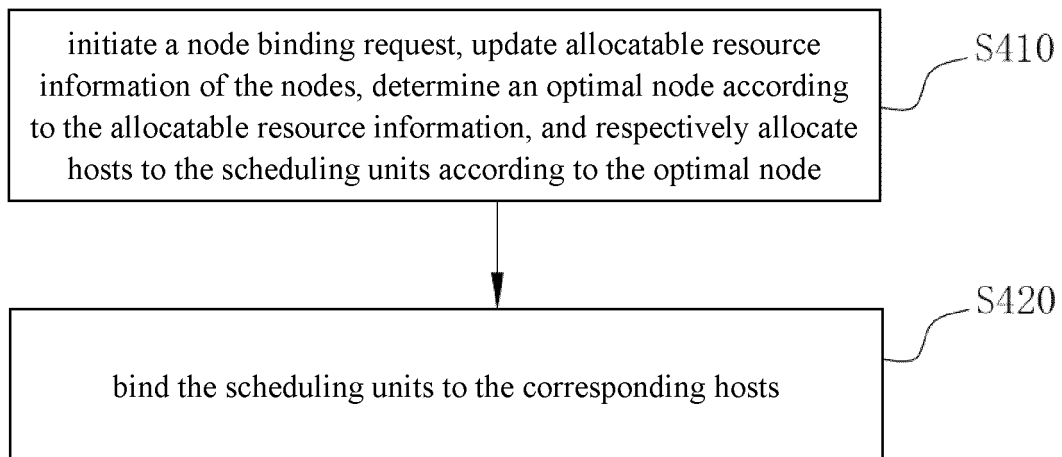 initiate a node binding request, update allocatable resource
information of the nodes, determine an optimal node according
to the allocatable resource information, and respectively allocate
hosts to the scheduling units according to the optimal node
S410
bind the scheduling units to the corresponding hosts
S420